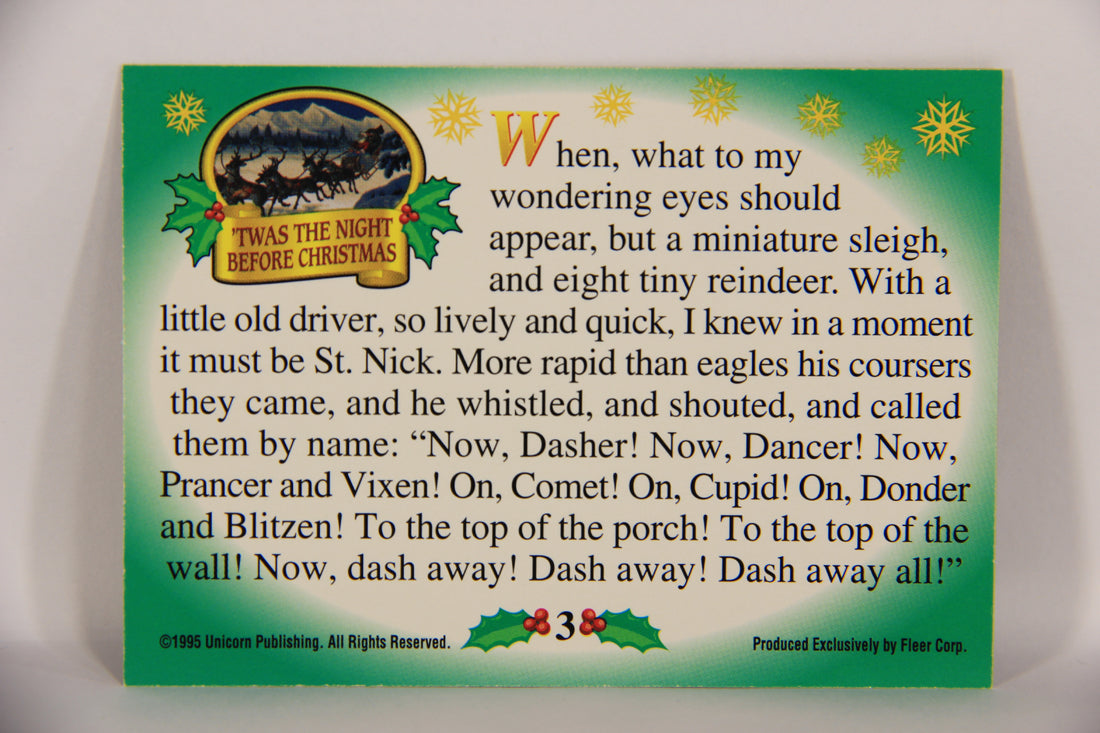 'TWAS THE NIGHT
BEFORE CHRISTMAS
When, what to my
wondering eyes should
appear, but a miniature sleigh,
and eight tiny reindeer. With a
little old driver, so lively and quick, I knew in a moment
it must be St. Nick. More rapid than eagles his coursers
they came, and he whistled, and shouted, and called
them by name: “Now, Dasher! Now, Dancer! Now,
Prancer and Vixen! On, Comet! On, Cupid! On, Donder
and Blitzen! To the top of the porch! To the top of the
wall! Now, dash away! Dash away! Dash away all!”
©1995 Unicorn Publishing. All Rights Reserved. 3 Produced Exclusively by Fleer Corp.